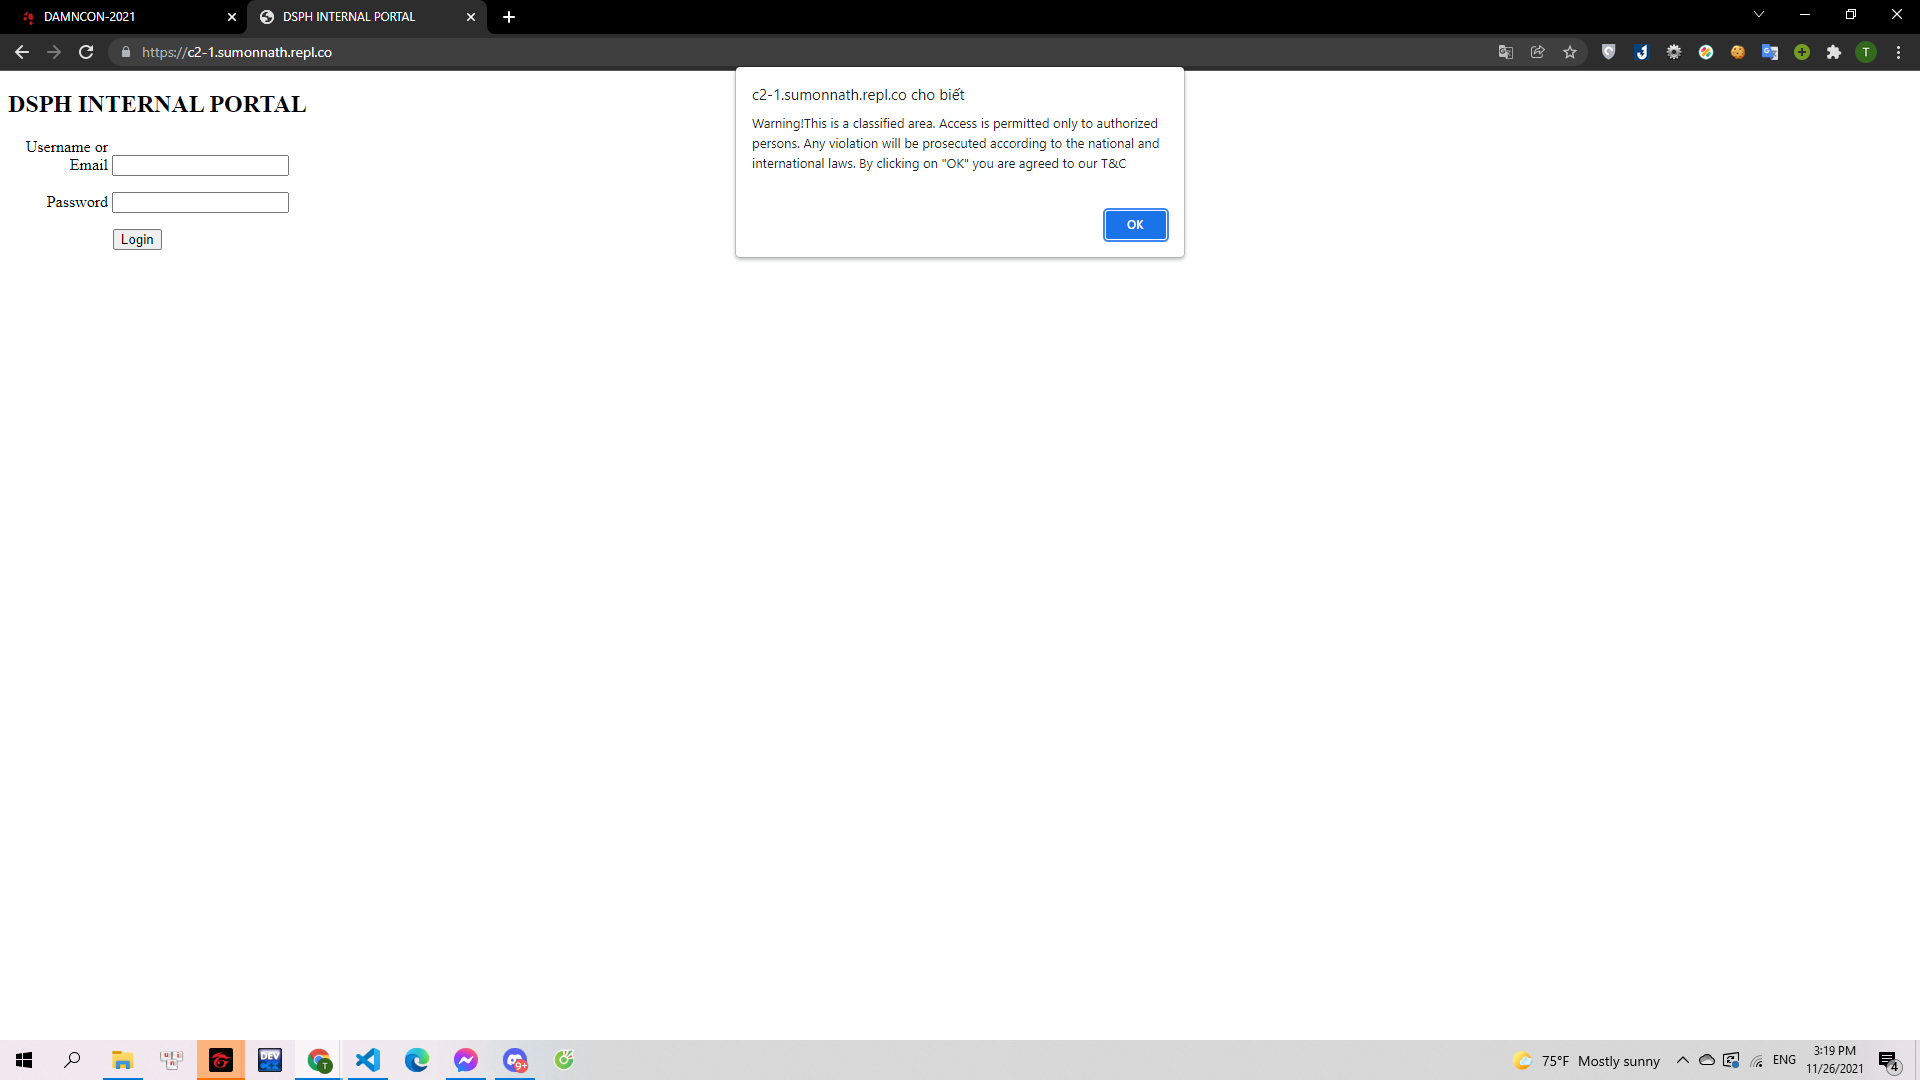 DAMNCON-2021
DSPH INTERNAL PORTAL
https://c2-1.sumonnath.repl.co
T
c2-1.sumonnath.repl.co cho biết
Warning!This is a classified area. Access is permitted only to authorized
persons. Any violation will be prosecuted according to the national and
international laws. By clicking on "OK" you are agreed to our T&C
OK
DSPH INTERNAL PORTAL
Username or
Email
Password
Login
DEV
T
9+
75°F Mostly sunny
ENG
3:19 PM
11/26/2021
4